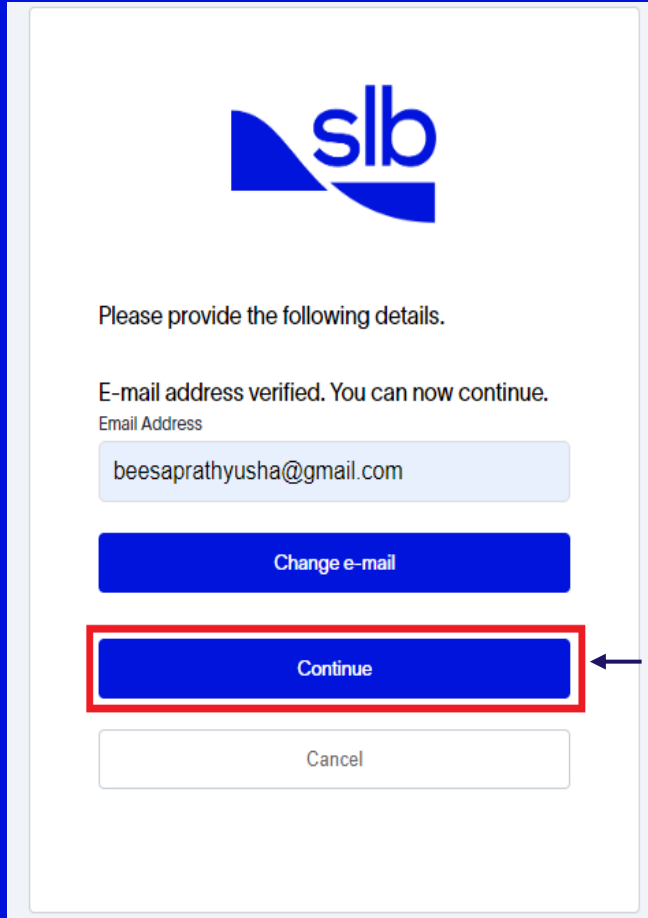 slb
Please provide the following details.
E-mail address verified. You can now continue.
Email Address
beesaprathyusha@gmail.com
Change e-mail
Continue
Cancel